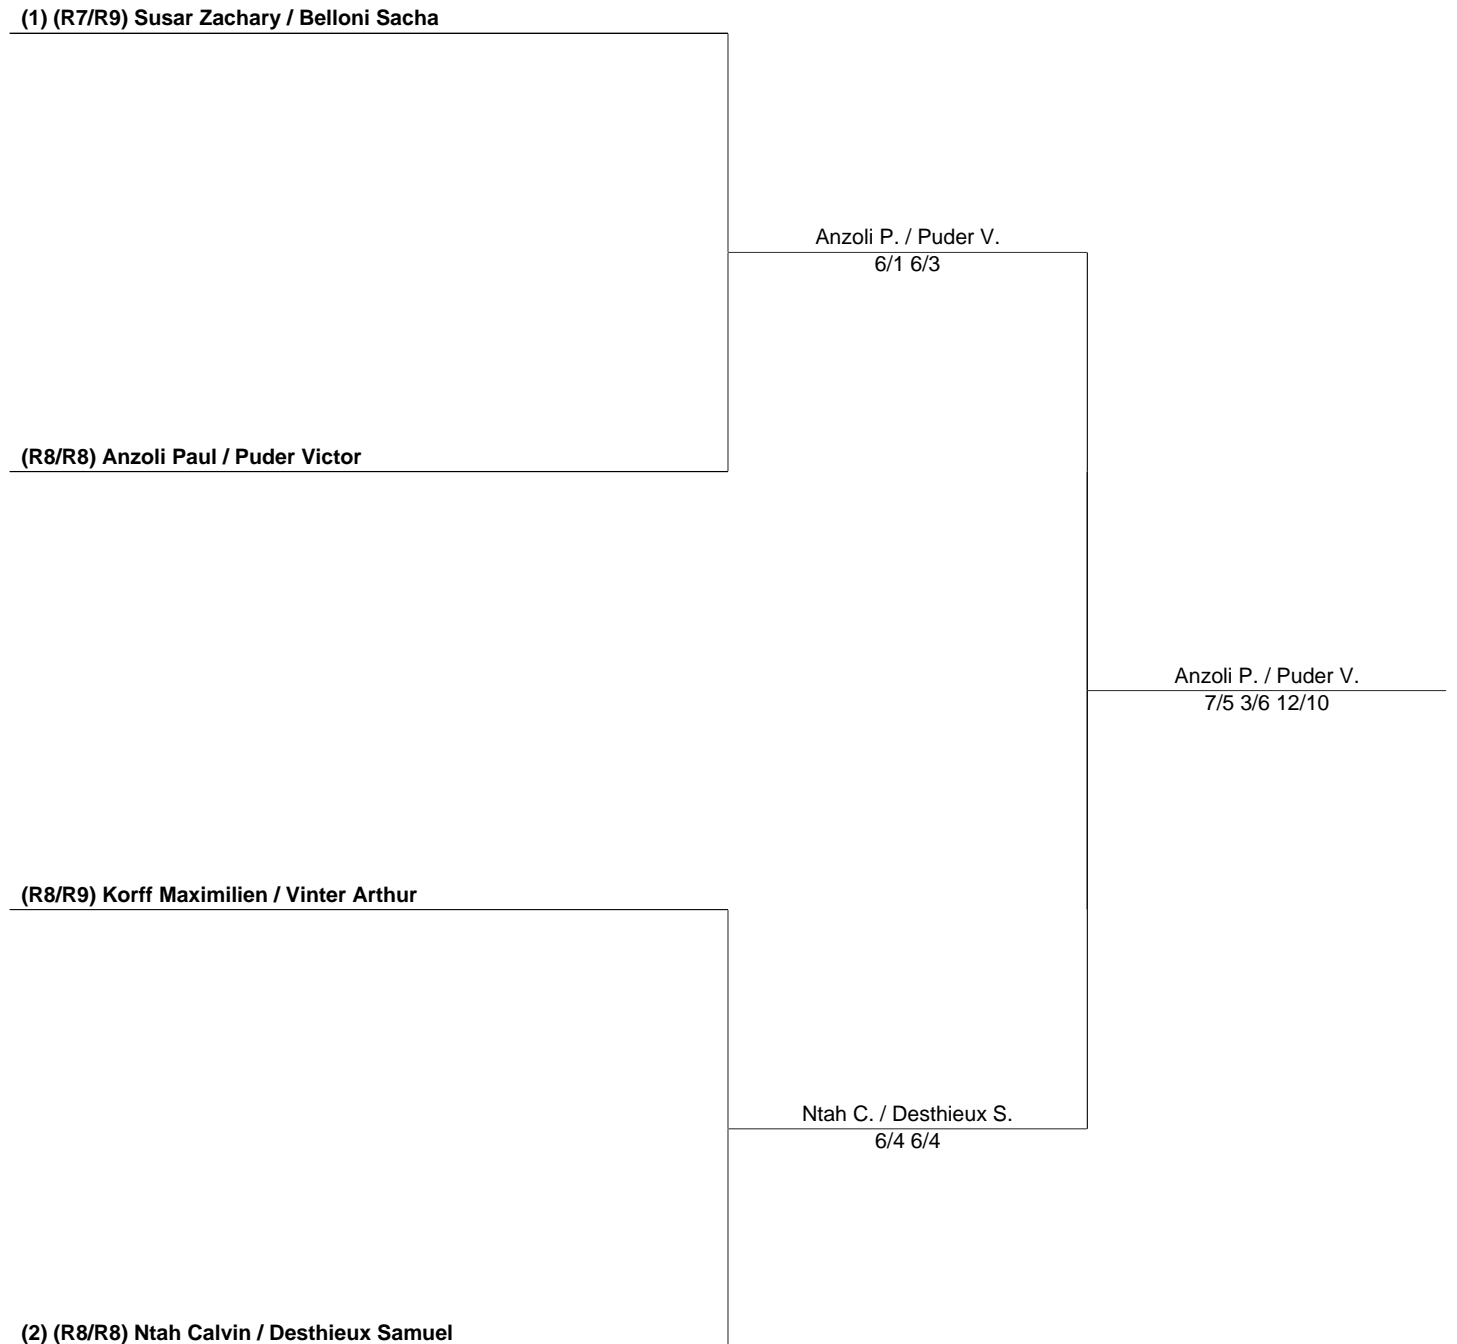 (1) (R7/R9) Susar Zachary / Belloni Sacha
Anzoli P. / Puder V.
6/1 6/3
(R8/R8) Anzoli Paul / Puder Victor
Anzoli P. / Puder V.
7/5 3/6 12/10
(R8/R9) Korff Maximilien / Vinter Arthur
Ntah C. / Desthieux S.
6/4 6/4
(2) (R8/R8) Ntah Calvin / Desthieux Samuel